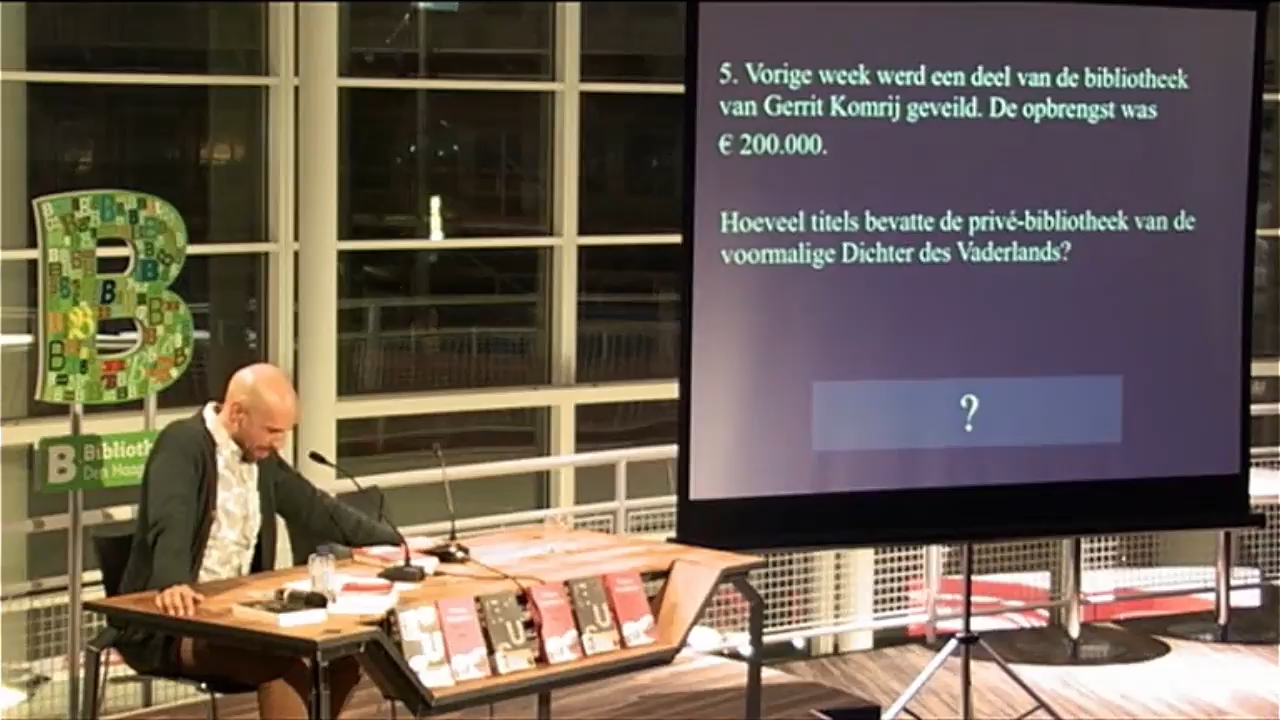 5. Vorige week werd een deel van de bibliotheek
van Gerrit Komrij geveild. De opbrengst was
€ 200.000.
Hoeveel titels bevatte de privé-bibliotheek van de
voormalige Dichter des Vaderlands?
?
B
B Biblioth
Den Haag